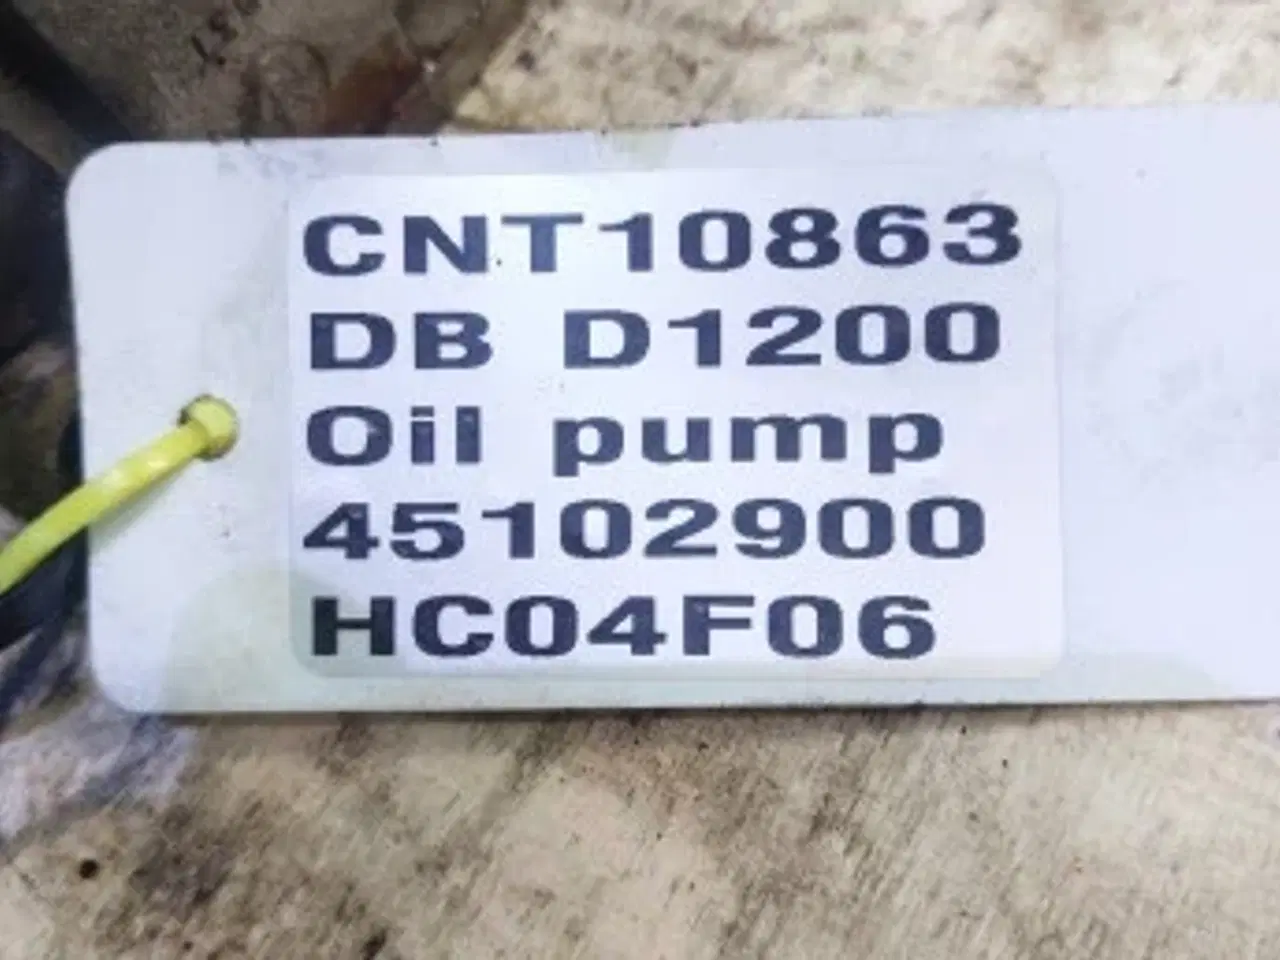 CNT10863
DB D1200
Oil pump
45102900
HC04F06